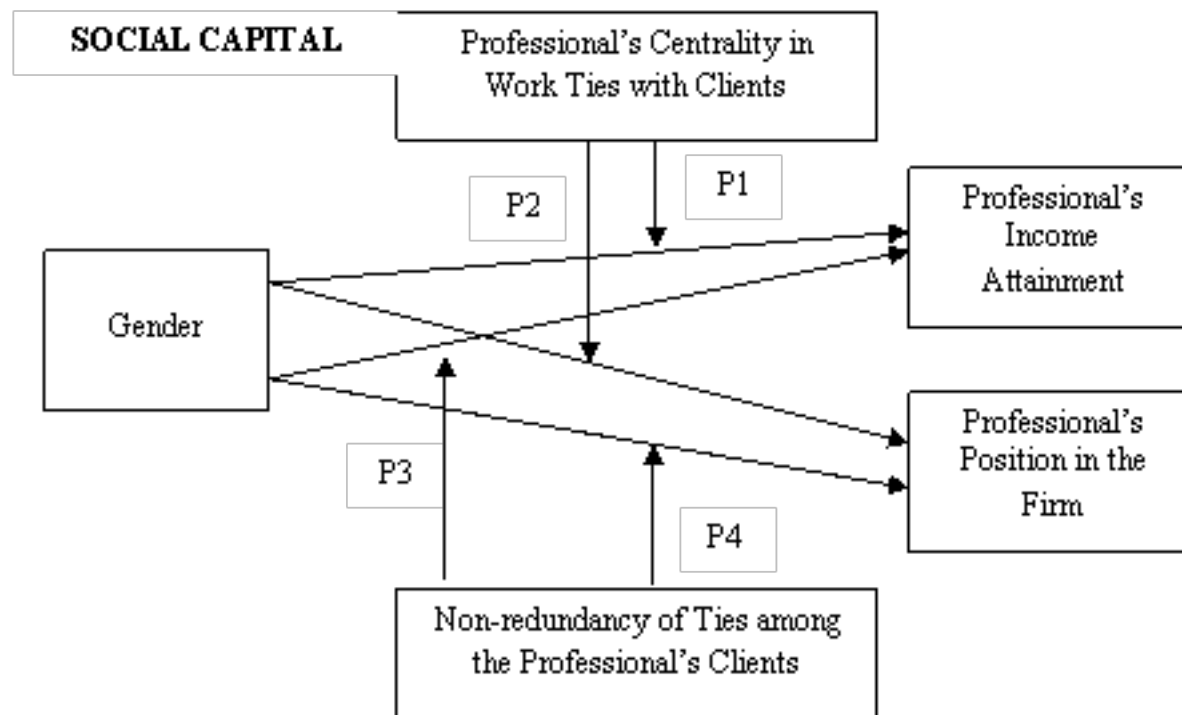 SOCIAL CAPITAL
Professional’s Centrality in
Work Ties with Clients
P1
P2
Professional’s
Income
Attainment
Gender
Professional’s
Position in the
Firm
P3
P4
Non-redundancy of Ties among
the Professional’s Clients